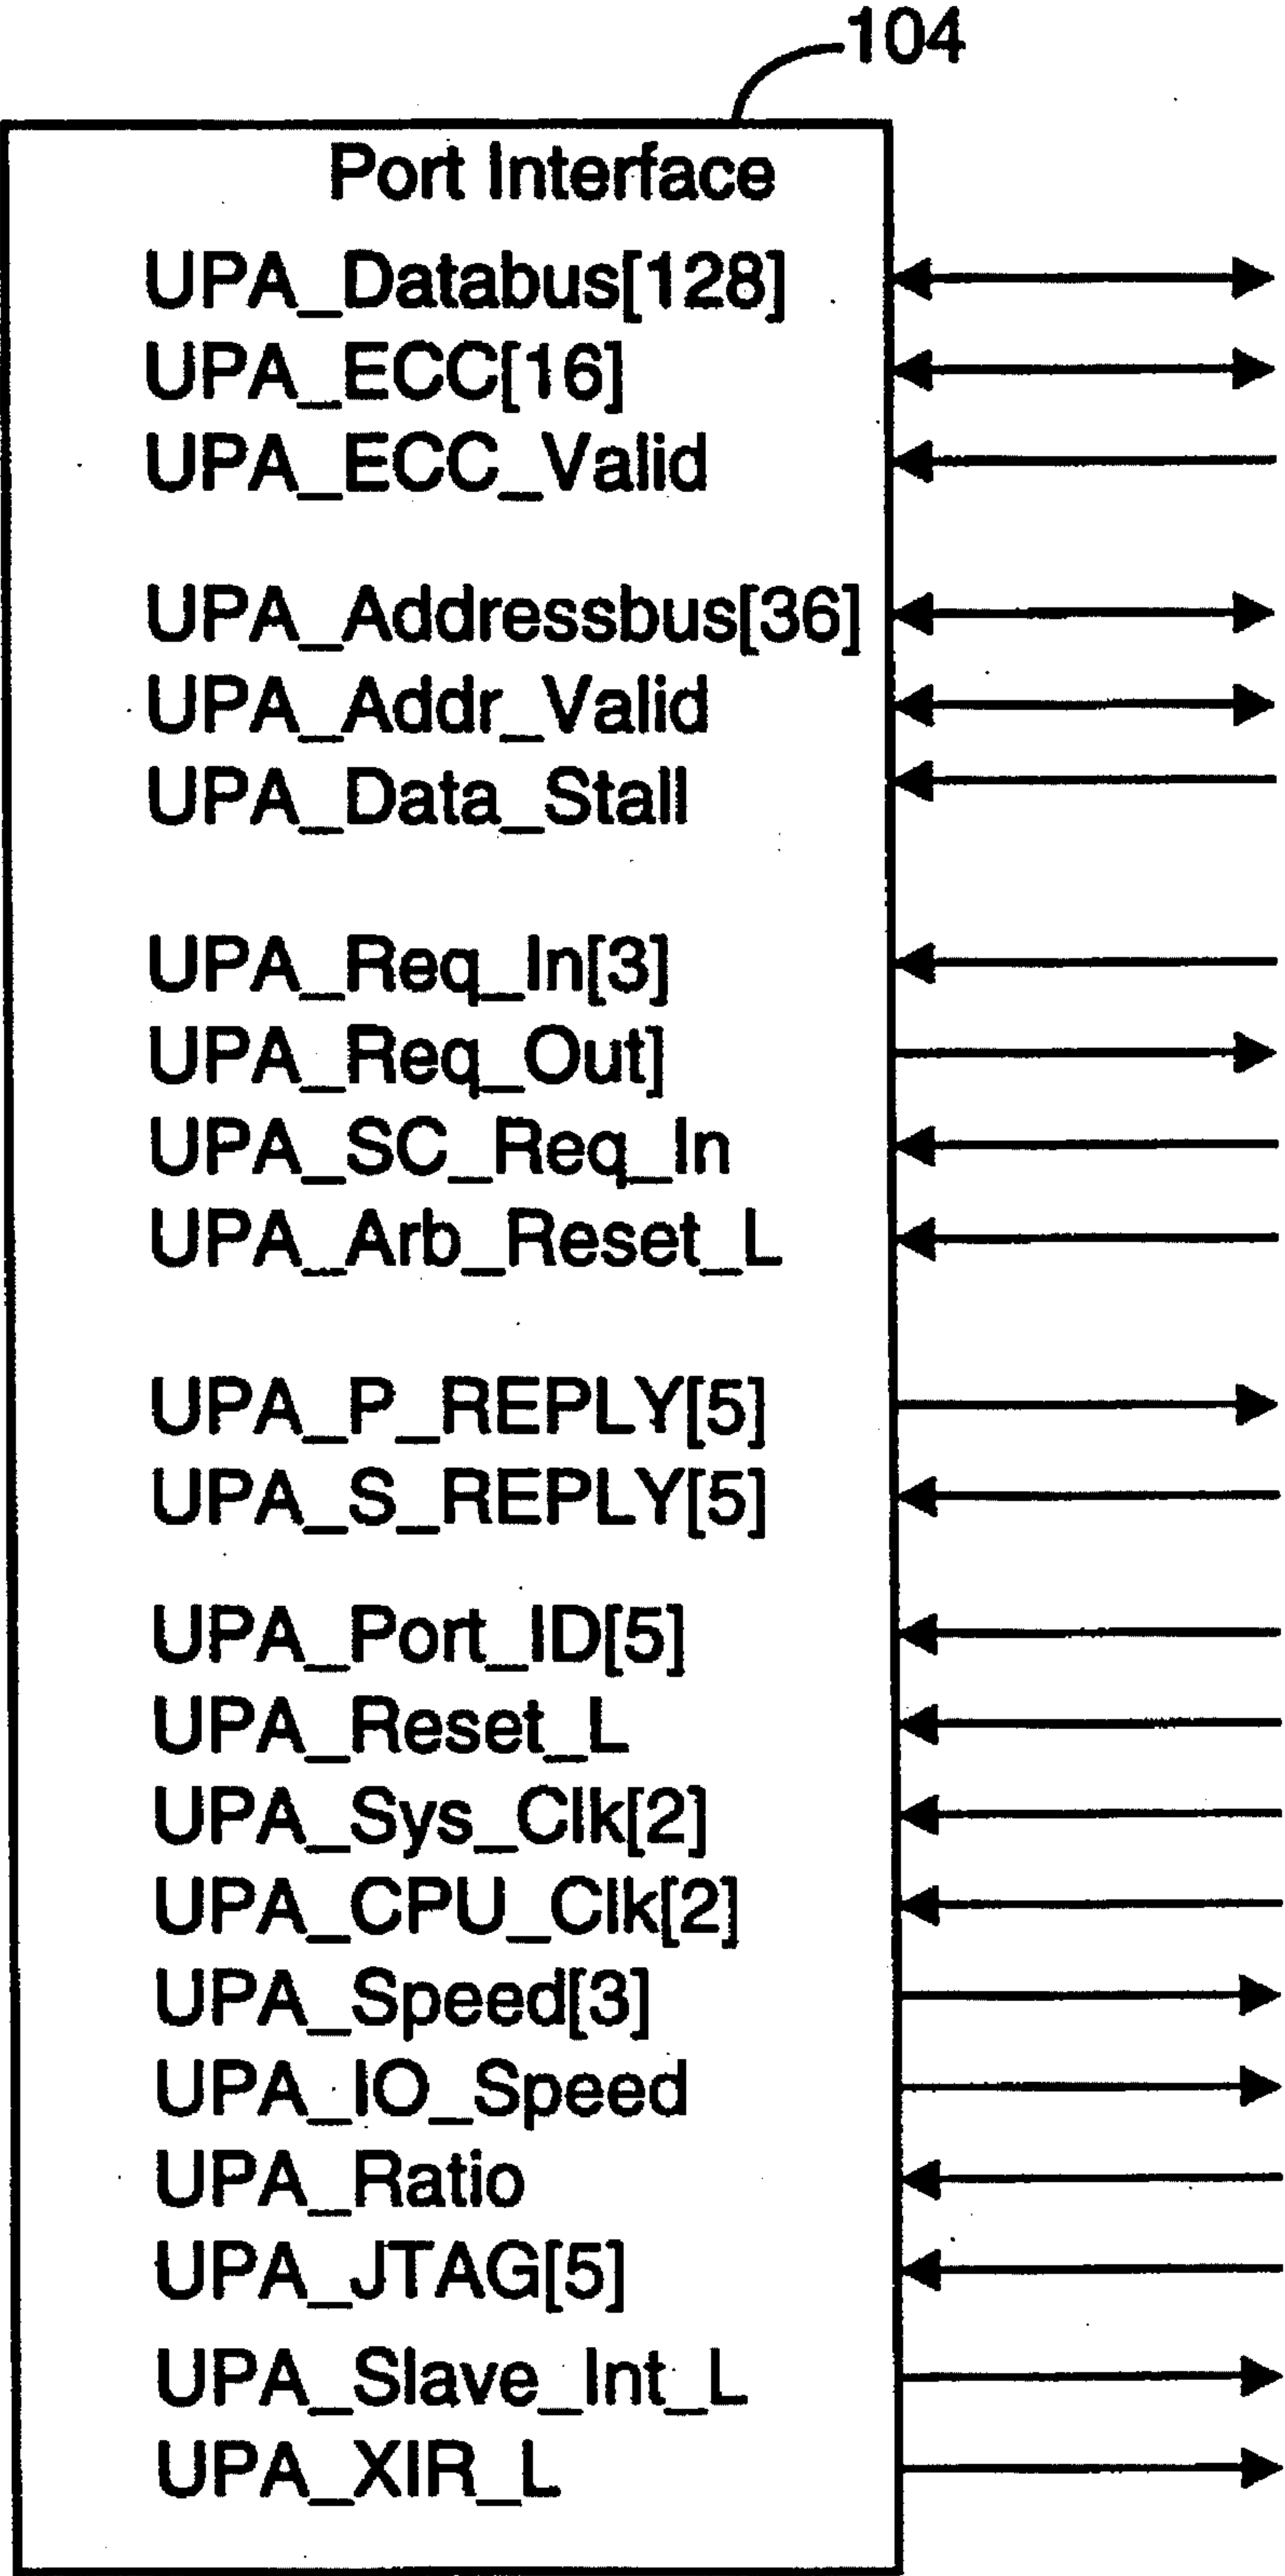 104
Port Interface
UPA_Databus[128]
UPA_ECC[16]
UPA_ECC_Valid
UPA_Addressbus[36]
UPA_Addr_Valid
UPA_Data_Stall
UPA_Req_In[3]
UPA_Req_Out]
UPA_SC_Req_In
UPA_Arb_Reset_L
UPA_P_REPLY[5]
UPA_S_REPLY[5]
UPA_Port_ID[5]
UPA_Reset_L
UPA_Sys_Clk[2]
UPA_CPU_Clk[2]
UPA_Speed[3]
UPA_IO_Speed
UPA_Ratio
UPA_JTAG[5]
UPA_Slave_Int_L
UPA_XIR_L